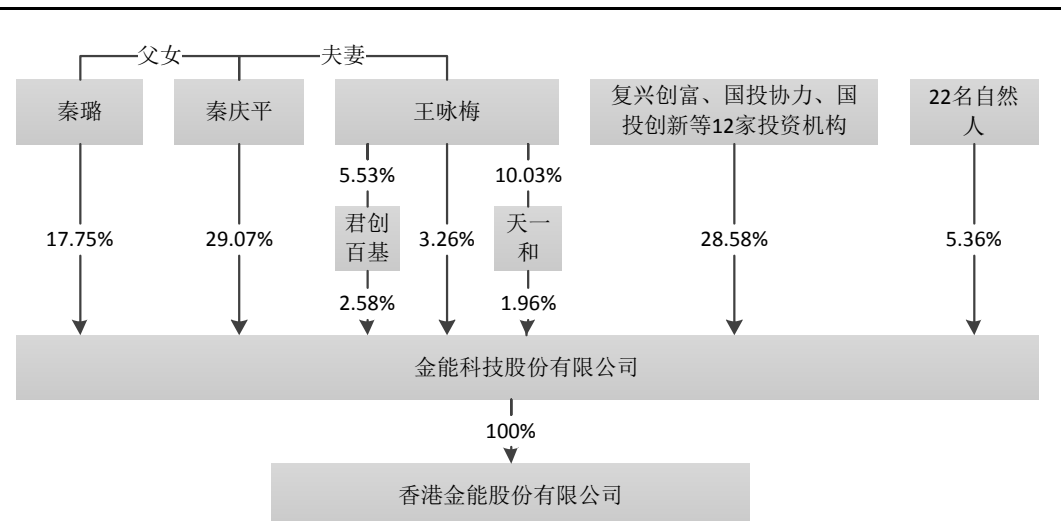 父女
夫妻
秦璐
秦庆平
王咏梅
复兴创富、国投协力、国
投创新等12家投资机构
22名自然
人
5.53%
10.03%
君创
百基
天一
和
17.75%
29.07%
3.26%
28.58%
5.36%
2.58%
1.96%
金能科技股份有限公司
100%
香港金能股份有限公司